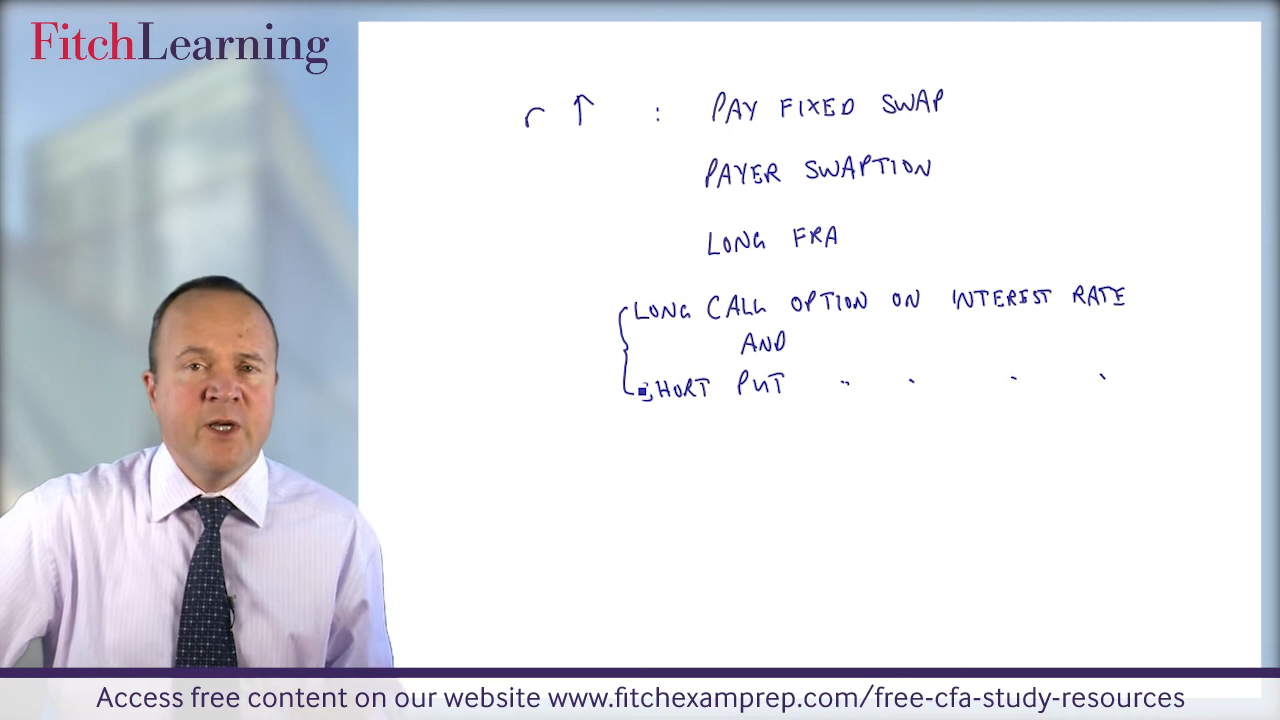 FitchLearning
r ↑ : PAY FIXED SWAP
PAYER SWAPTION
LONG FRA
LONG CALL OPTION ON INTEREST RATE
AND
SHORT PUT " " " "
Access free content on our website www.fitchexamprep.com/free-cfa-study-resources